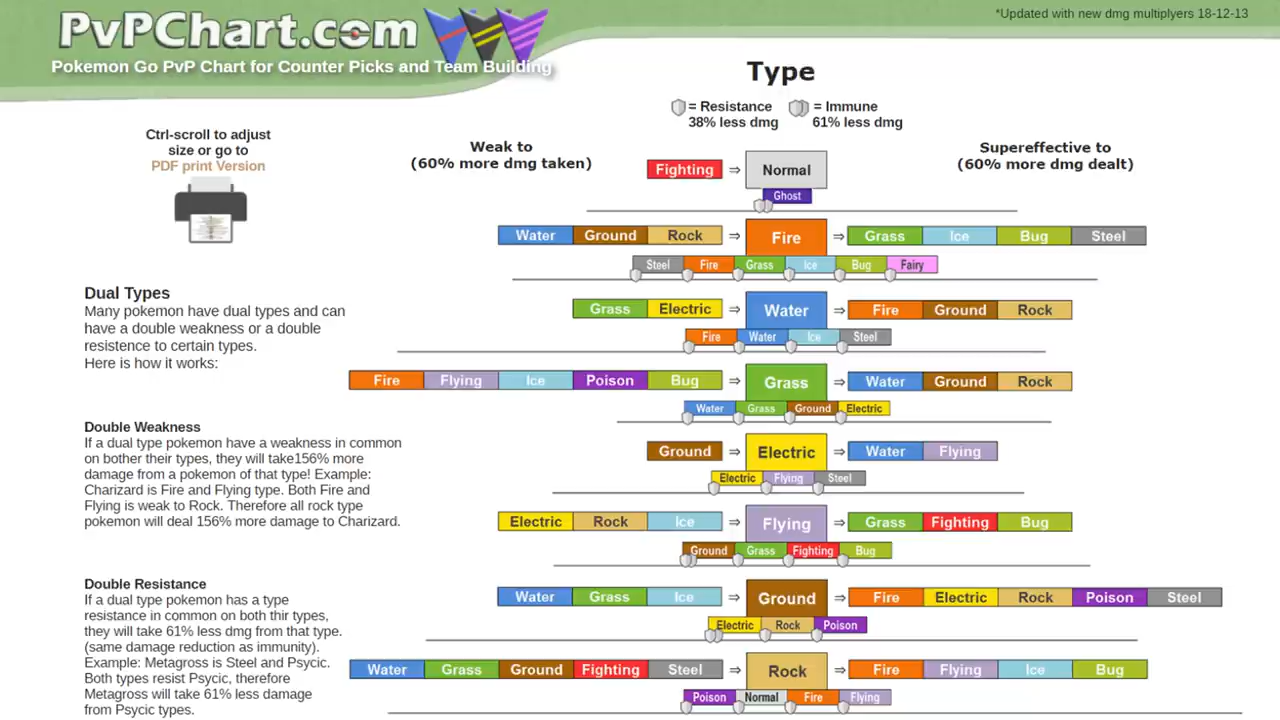 PvPChart.com
Pokemon Go PvP Chart for Counter Picks and Team Building
*Updated with new dmg multiplyers 18-12-13
Type
= Resistance
38% less dmg
= Immune
61% less dmg
Ctrl-scroll to adjust
size or go to
PDF print Version
Weak to
(60% more dmg taken)
Supereffective to
(60% more dmg dealt)
Fighting ⇒ Normal
Ghost
Water Ground Rock ⇒ Fire ⇒ Grass Ice Bug Steel
Steel Fire Grass Ice Bug Fairy
Dual Types
Many pokemon have dual types and can
have a double weakness or a double
resistance to certain types.
Here is how it works:
Grass Electric ⇒ Water ⇒ Fire Ground Rock
Fire Water Ice Steel
Fire Flying Ice Poison Bug ⇒ Grass ⇒ Water Ground Rock
Water Grass Ground Electric
Double Weakness
If a dual type pokemon have a weakness in common
on bother their types, they will take156% more
damage from a pokemon of that type! Example:
Charizard is Fire and Flying type. Both Fire and
Flying is weak to Rock. Therefore all rock type
pokemon will deal 156% more damage to Charizard.
Ground ⇒ Electric ⇒ Water Flying
Electric Flying Steel
Electric Rock Ice ⇒ Flying ⇒ Grass Fighting Bug
Ground Grass Fighting Bug
Double Resistance
If a dual type pokemon has a type
resistance in common on both thir types,
they will take 61% less dmg from that type.
(same damage reduction as immunity).
Example: Metagross is Steel and Psycic.
Both types resist Psycic, therefore
Metagross will take 61% less damage
from Psycic types.
Water Grass Ice ⇒ Ground ⇒ Fire Electric Rock Poison Steel
Electric Rock Poison
Water Grass Ground Fighting Steel ⇒ Rock ⇒ Fire Flying Ice Bug
Poison Normal Fire Flying